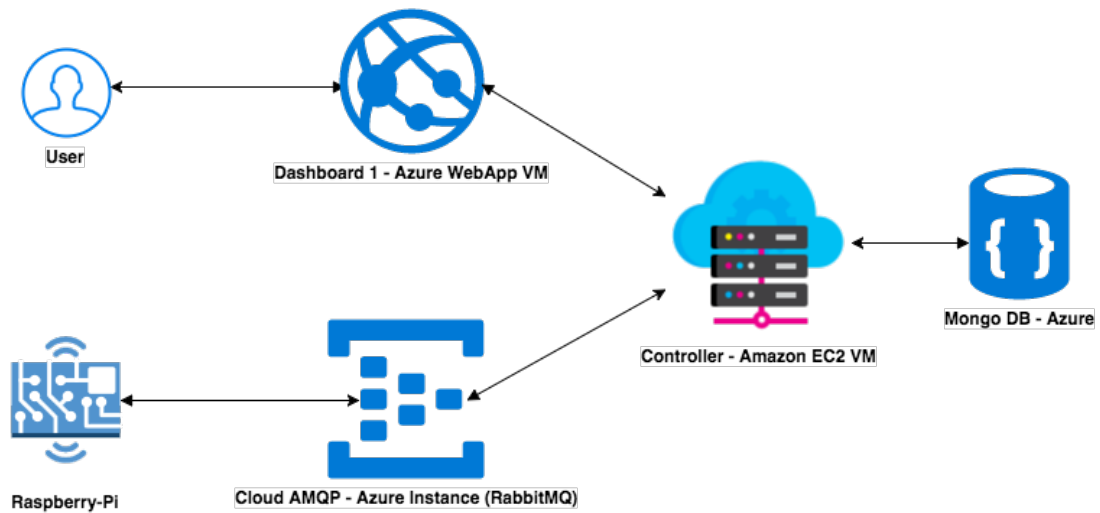 User
Dashboard 1 - Azure WebApp VM
Mongo DB - Azure
Controller - Amazon EC2 VM
Raspberry-Pi
Cloud AMQP - Azure Instance (RabbitMQ)